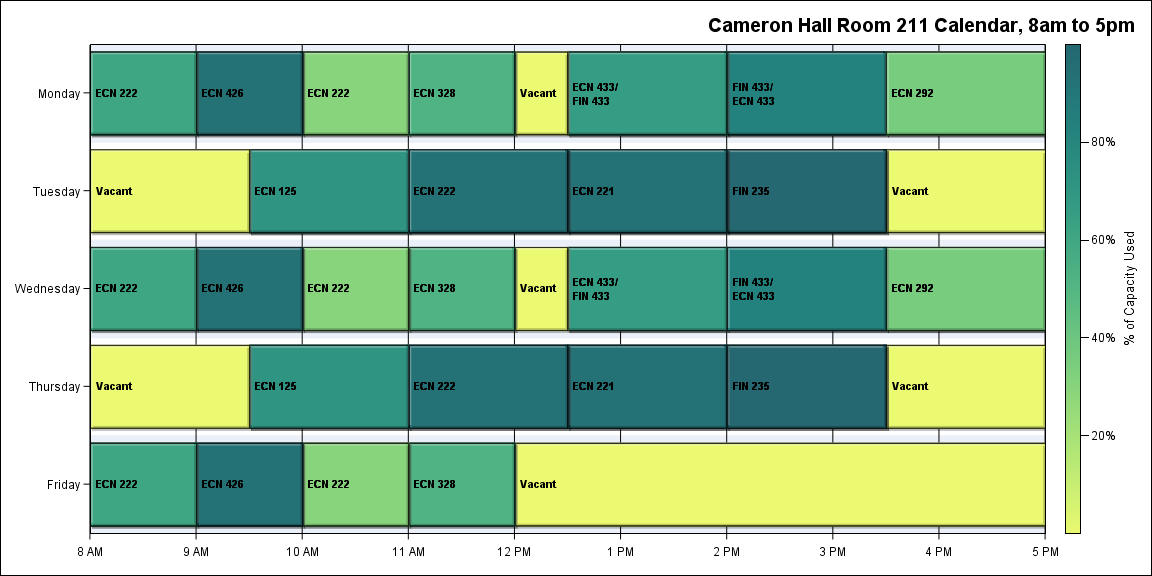 Cameron Hall Room 211 Calendar, 8am to 5pm
Monday
ECN 222
ECN 426
ECN 222
ECN 328
Vacant
ECN 433/
FIN 433
FIN 433/
ECN 433
ECN 292
Tuesday
Vacant
ECN 125
ECN 222
ECN 221
FIN 235
Vacant
Wednesday
ECN 222
ECN 426
ECN 222
ECN 328
Vacant
ECN 433/
FIN 433
FIN 433/
ECN 433
ECN 292
Thursday
Vacant
ECN 125
ECN 222
ECN 221
FIN 235
Vacant
Friday
ECN 222
ECN 426
ECN 222
ECN 328
Vacant
8 AM
9 AM
10 AM
11 AM
12 PM
1 PM
2 PM
3 PM
4 PM
5 PM
80%
60%
40%
20%
% of Capacity Used